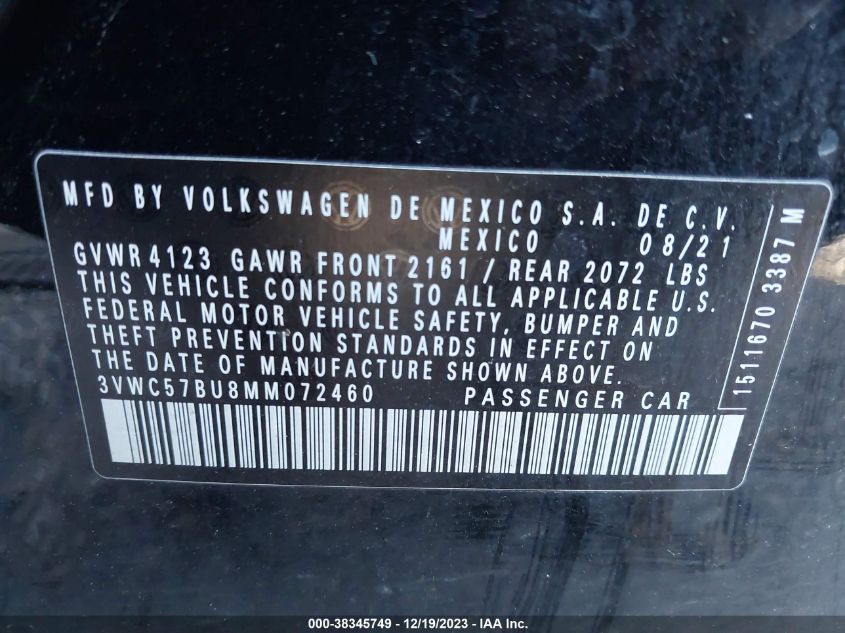 MFD BY VOLKSWAGEN DE MEXICO S.A. DE C.V.
MEXICO 08/21
GVWR 4123 GAWR FRONT 2161 / REAR 2072 LBS
THIS VEHICLE CONFORMS TO ALL APPLICABLE U.S.
FEDERAL MOTOR VEHICLE SAFETY, BUMPER AND
THEFT PREVENTION STANDARDS IN EFFECT ON
THE DATE OF MANUFACTURE SHOWN ABOVE.
3VWC57BU8MM072460 PASSENGER CAR
1511670 3387 M
000-38345749 - 12/19/2023 - IAA Inc.